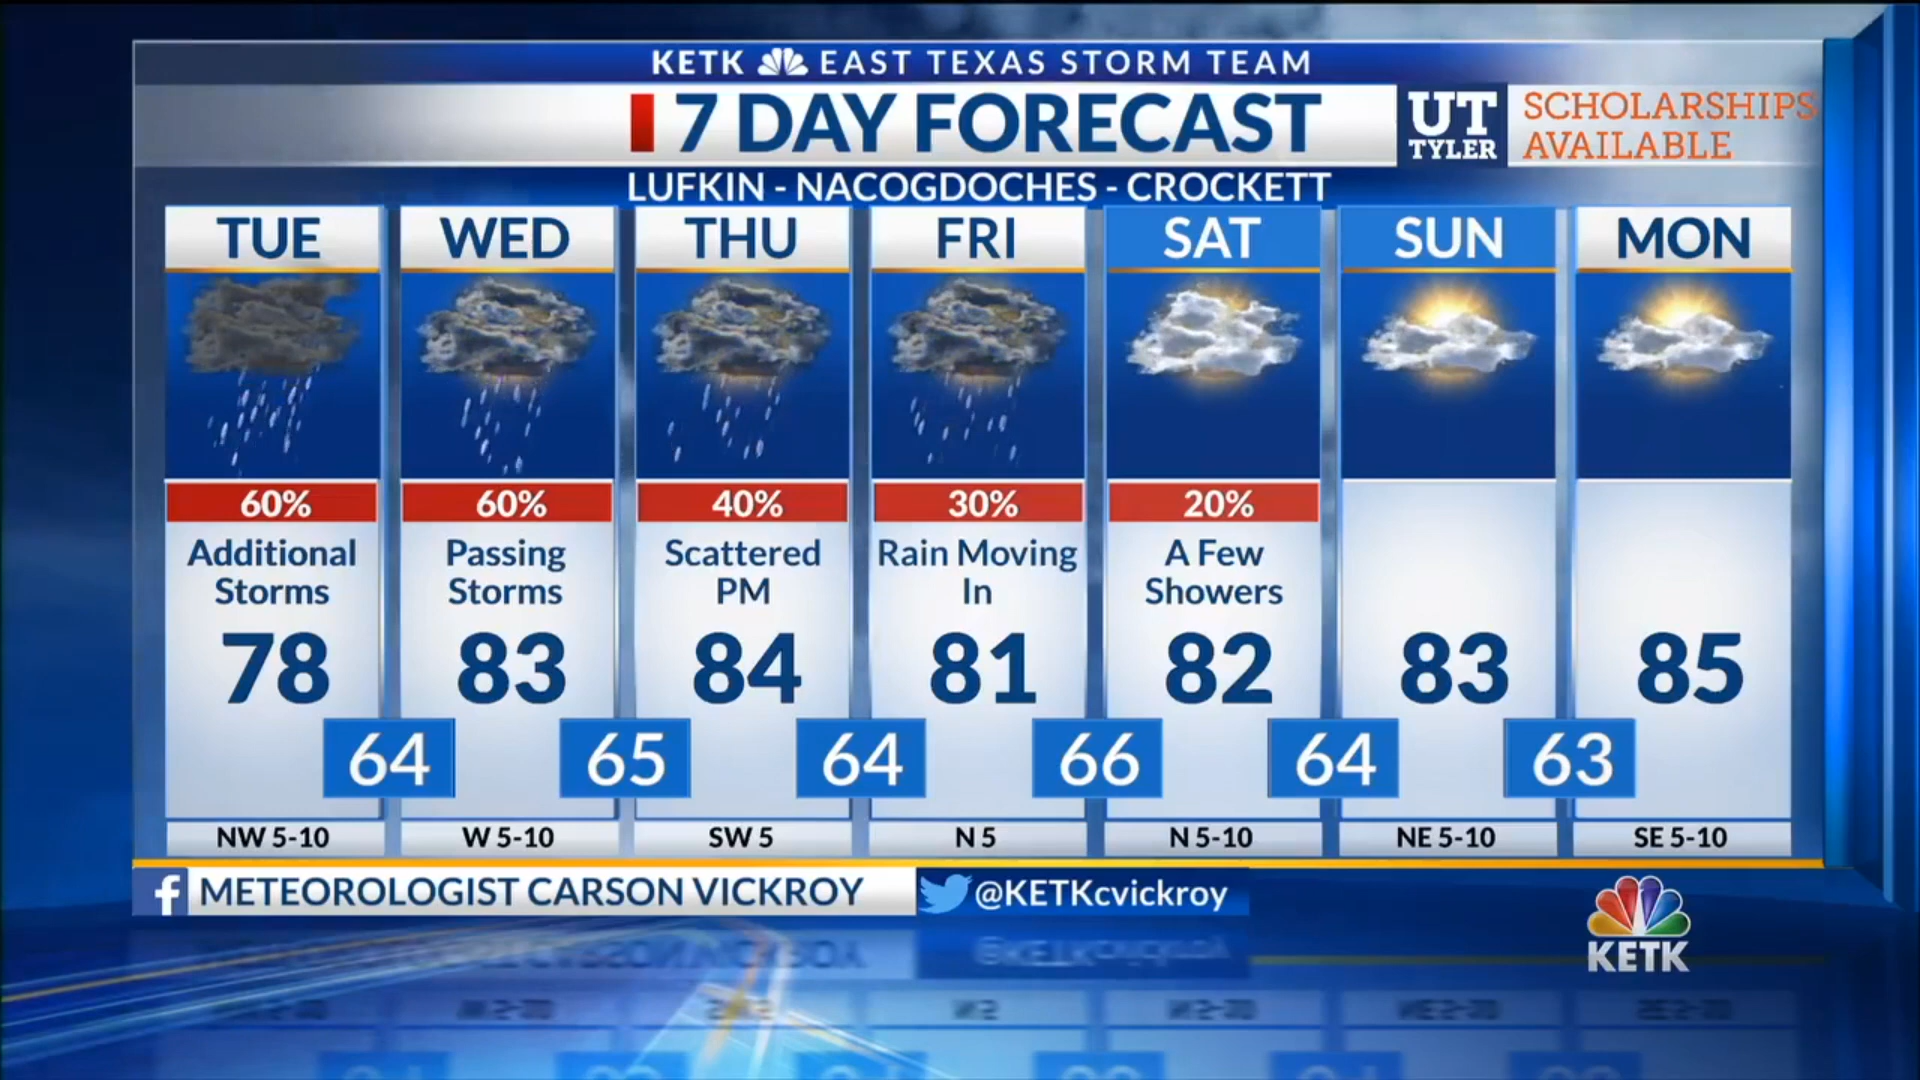 KETK EAST TEXAS STORM TEAM
7 DAY FORECAST
UT
TYLER
SCHOLARSHIPS
AVAILABLE
LUFKIN - NACOGDOCHES - CROCKETT
TUE WED THU FRI SAT SUN MON
60% 60% 40% 30% 20%
Additional Passing Scattered Rain Moving A Few
Storms Storms PM In Showers
78 83 84 81 82 83 85
64 65 64 66 64 63
NW 5-10 W 5-10 SW 5 N 5 N 5-10 NE 5-10 SE 5-10
f METEOROLOGIST CARSON VICKROY @KETKcvickroy
KETK